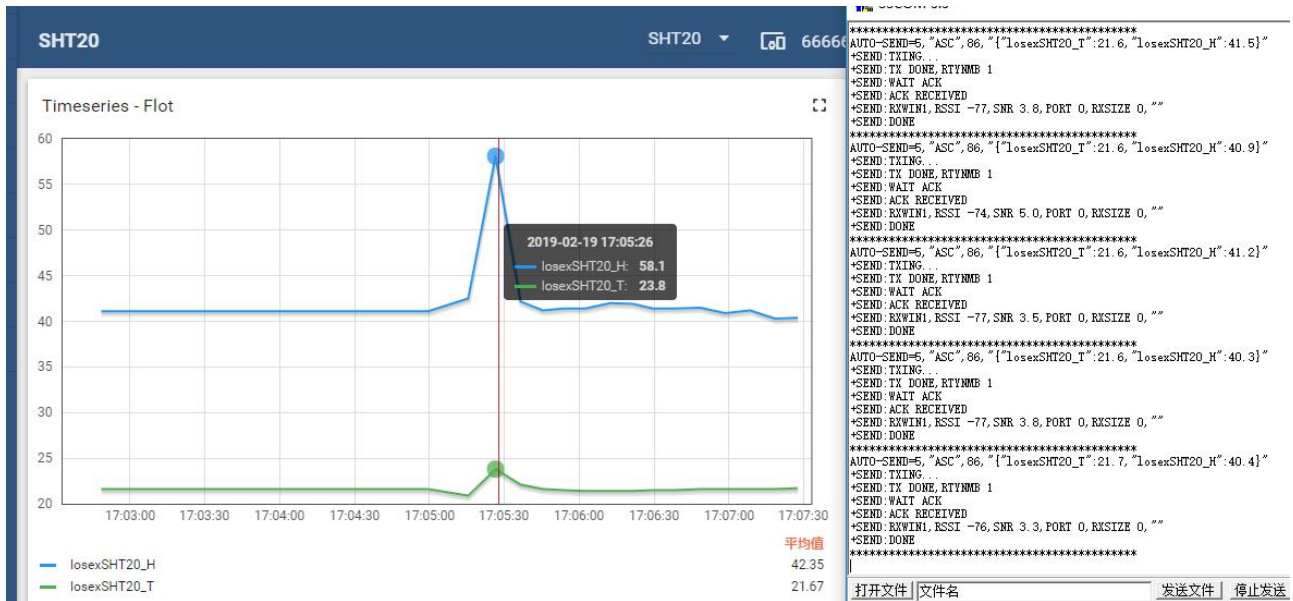 SHT20
SHT20
66666
Timeseries - Flot
60
55
50
45
40
35
30
25
20
2019-02-19 17:05:26
losexSHT20_H: 58.1
losexSHT20_T: 23.8
17:03:00 17:03:30 17:04:00 17:04:30 17:05:00 17:05:30 17:06:00 17:06:30 17:07:00 17:07:30
平均值
losexSHT20_H 42.35
losexSHT20_T 21.67
********************************************
AUTO-SEND=5, "ASC", 86, "{"losexSHT20_T":21.6, "losexSHT20_H":41.5}"
+SEND:TXING...
+SEND:TX DONE, RTYNMB 1
+SEND:WAIT ACK
+SEND:ACK RECEIVED
+SEND:RXWIN1, RSSI -77, SNR 3.8, PORT 0, RXSIZE 0, ""
+SEND:DONE
********************************************
AUTO-SEND=5, "ASC", 86, "{"losexSHT20_T":21.6, "losexSHT20_H":40.9}"
+SEND:TXING...
+SEND:TX DONE, RTYNMB 1
+SEND:WAIT ACK
+SEND:ACK RECEIVED
+SEND:RXWIN1, RSSI -74, SNR 5.0, PORT 0, RXSIZE 0, ""
+SEND:DONE
********************************************
AUTO-SEND=5, "ASC", 86, "{"losexSHT20_T":21.6, "losexSHT20_H":41.2}"
+SEND:TXING...
+SEND:TX DONE, RTYNMB 1
+SEND:WAIT ACK
+SEND:ACK RECEIVED
+SEND:RXWIN1, RSSI -77, SNR 3.5, PORT 0, RXSIZE 0, ""
+SEND:DONE
********************************************
AUTO-SEND=5, "ASC", 86, "{"losexSHT20_T":21.6, "losexSHT20_H":40.3}"
+SEND:TXING...
+SEND:TX DONE, RTYNMB 1
+SEND:WAIT ACK
+SEND:ACK RECEIVED
+SEND:RXWIN1, RSSI -77, SNR 3.8, PORT 0, RXSIZE 0, ""
+SEND:DONE
********************************************
AUTO-SEND=5, "ASC", 86, "{"losexSHT20_T":21.7, "losexSHT20_H":40.4}"
+SEND:TXING...
+SEND:TX DONE, RTYNMB 1
+SEND:WAIT ACK
+SEND:ACK RECEIVED
+SEND:RXWIN1, RSSI -76, SNR 3.3, PORT 0, RXSIZE 0, ""
+SEND:DONE
********************************************
打开文件 文件名 发送文件 停止发送